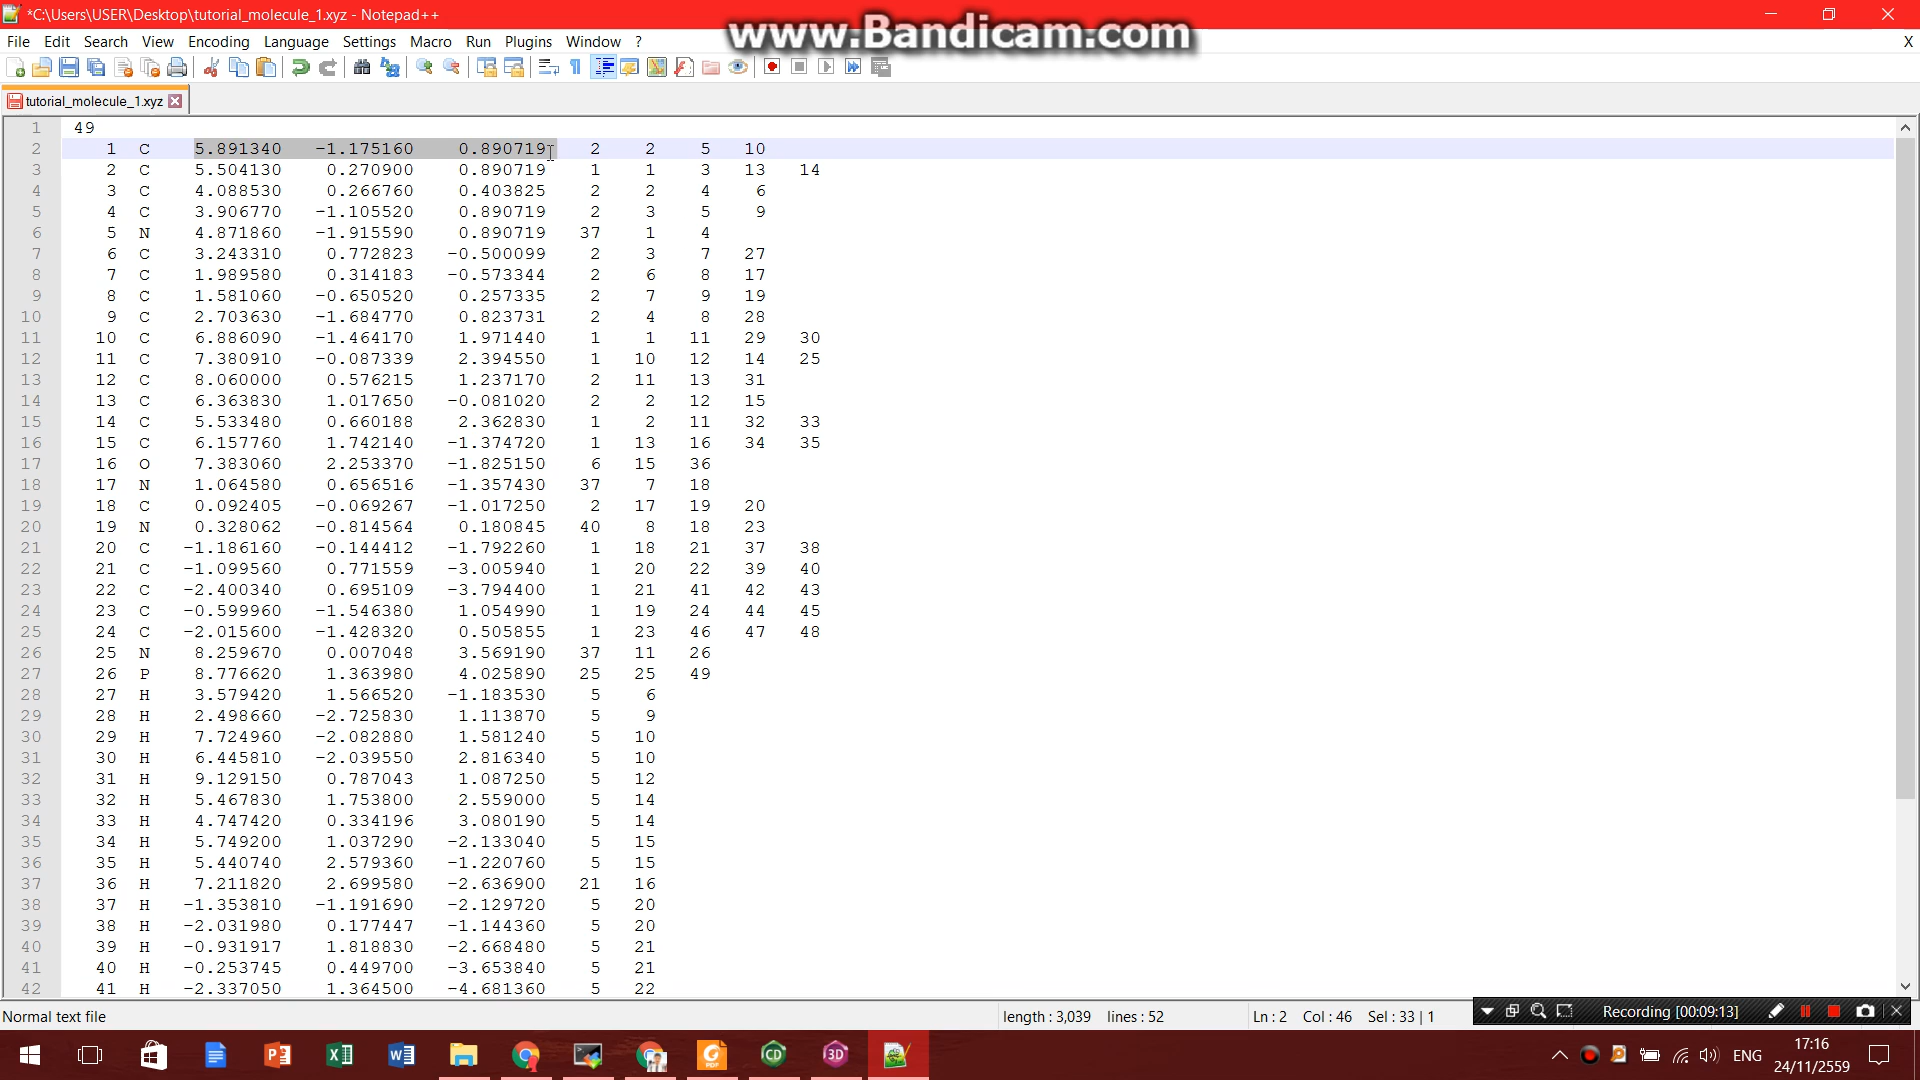 *C:\Users\USER\Desktop\tutorial_molecule_1.xyz - Notepad++
www.Bandicam.com
File Edit Search View Encoding Language Settings Macro Run Plugins Window ? X
tutorial_molecule_1.xyz
1 49
2 1 C 5.891340 -1.175160 0.890719 2 2 5 10
3 2 C 5.504130 0.270900 0.890719 1 1 3 13 14
4 3 C 4.088530 0.266760 0.403825 2 2 4 6
5 4 C 3.906770 -1.105520 0.890719 2 3 5 9
6 5 N 4.871860 -1.915590 0.890719 37 1 4
7 6 C 3.243310 0.772823 -0.500099 2 3 7 27
8 7 C 1.989580 0.314183 -0.573344 2 6 8 17
9 8 C 1.581060 -0.650520 0.257335 2 7 9 19
10 9 C 2.703630 -1.684770 0.823731 2 4 8 28
11 10 C 6.886090 -1.464170 1.971440 1 1 11 29 30
12 11 C 7.380910 -0.087339 2.394550 1 10 12 14 25
13 12 C 8.060000 0.576215 1.237170 2 11 13 31
14 13 C 6.363830 1.017650 -0.081020 2 2 12 15
15 14 C 5.533480 0.660188 2.362830 1 2 11 32 33
16 15 C 6.157760 1.742140 -1.374720 1 13 16 34 35
17 16 O 7.383060 2.253370 -1.825150 6 15 36
18 17 N 1.064580 0.656516 -1.357430 37 7 18
19 18 C 0.092405 -0.069267 -1.017250 2 17 19 20
20 19 N 0.328062 -0.814564 0.180845 40 8 18 23
21 20 C -1.186160 -0.144412 -1.792260 1 18 21 37 38
22 21 C -1.099560 0.771559 -3.005940 1 20 22 39 40
23 22 C -2.400340 0.695109 -3.794400 1 21 41 42 43
24 23 C -0.599960 -1.546380 1.054990 1 19 24 44 45
25 24 C -2.015600 -1.428320 0.505855 1 23 46 47 48
26 25 N 8.259670 0.007048 3.569190 37 11 26
27 26 P 8.776620 1.363980 4.025890 25 25 49
28 27 H 3.579420 1.566520 -1.183530 5 6
29 28 H 2.498660 -2.725830 1.113870 5 9
30 29 H 7.724960 -2.082880 1.581240 5 10
31 30 H 6.445810 -2.039550 2.816340 5 10
32 31 H 9.129150 0.787043 1.087250 5 12
33 32 H 5.467830 1.753800 2.559000 5 14
34 33 H 4.747420 0.334196 3.080190 5 14
35 34 H 5.749200 1.037290 -2.133040 5 15
36 35 H 5.440740 2.579360 -1.220760 5 15
37 36 H 7.211820 2.699580 -2.636900 21 16
38 37 H -1.353810 -1.191690 -2.129720 5 20
39 38 H -2.031980 0.177447 -1.144360 5 20
40 39 H -0.931917 1.818830 -2.668480 5 21
41 40 H -0.253745 0.449700 -3.653840 5 21
42 41 H -2.337050 1.364500 -4.681360 5 22
Normal text file length : 3,039 lines : 52 Ln : 2 Col : 46 Sel : 33 | 1
Recording [00:09:13]
ENG
17:16
24/11/2559